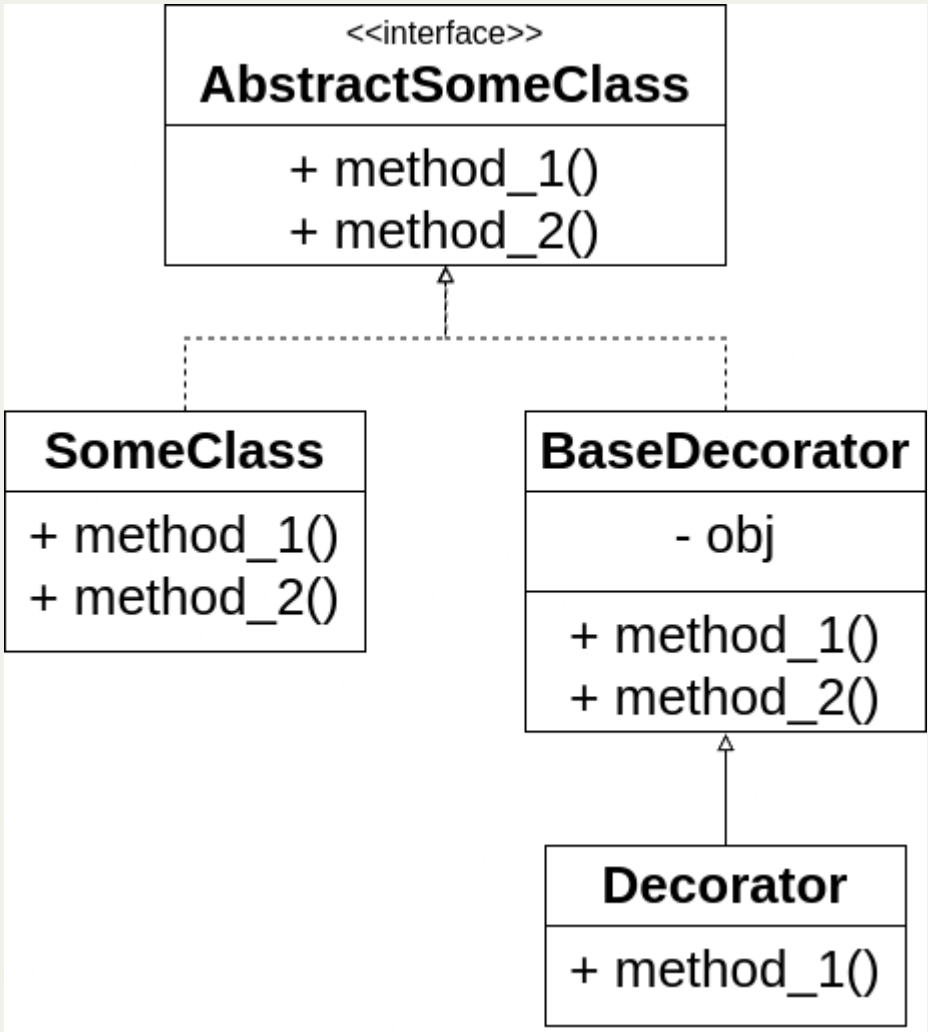 <<interface>>
AbstractSomeClass
+ method_1()
+ method_2()
SomeClass
+ method_1()
+ method_2()
BaseDecorator
- obj
+ method_1()
+ method_2()
Decorator
+ method_1()